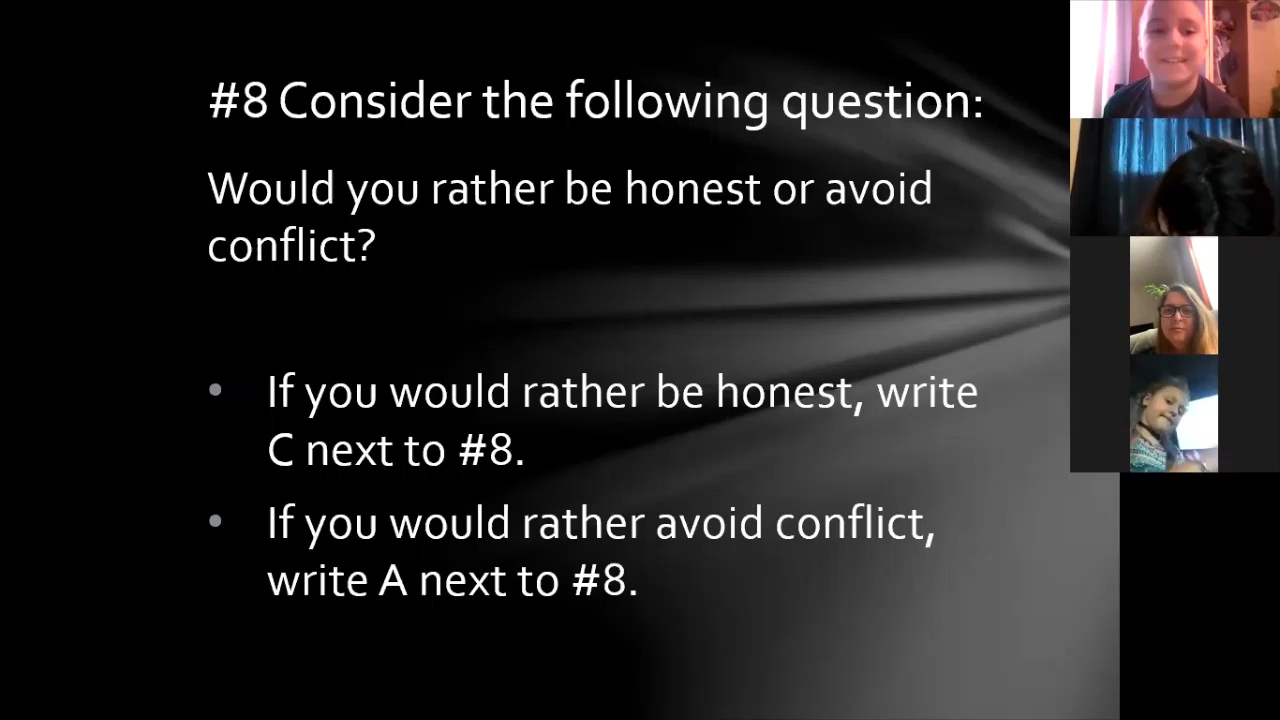 #8 Consider the following question:
Would you rather be honest or avoid
conflict?
• If you would rather be honest, write
C next to #8.
• If you would rather avoid conflict,
write A next to #8.